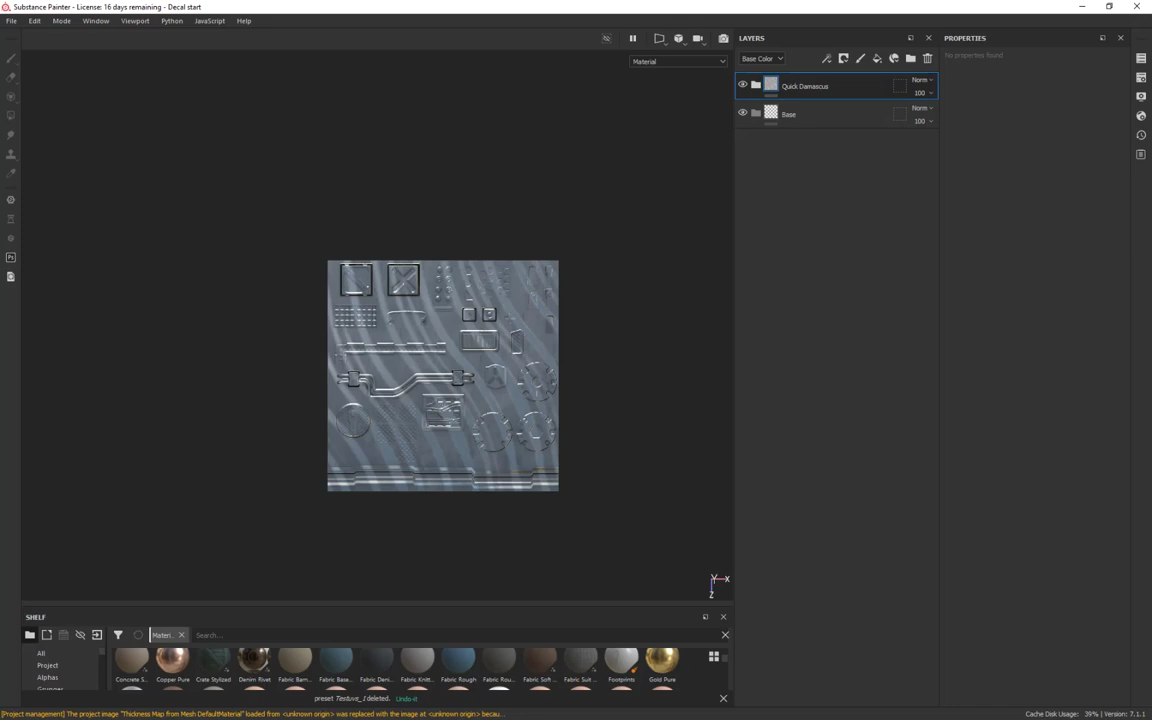 Substance Painter - License: 16 days remaining - Decal start
File Edit Mode Window Viewport Python JavaScript Help
LAYERS
PROPERTIES
Base Color
No properties found
Material
Quick Damascus
Norm
100
Base
Norm
100
Ps
Y X
Z
SHELF
Materi...
Search...
All
Project
Alphas
Concrete S... Copper Pure Crate Stylized Denim Rivet Fabric Bam... Fabric Base... Fabric Deni... Fabric Knitt... Fabric Rough Fabric Rou... Fabric Soft ... Fabric Suit ... Footprints Gold Pure
preset Texture_1 deleted. Undo-it
[Project management] The project image "Thickness Map from Mesh DefaultMaterial" loaded from <unknown origin> was replaced with the image at <unknown origin> becau...
Cache Disk Usage: 39% | Version: 7.1.1